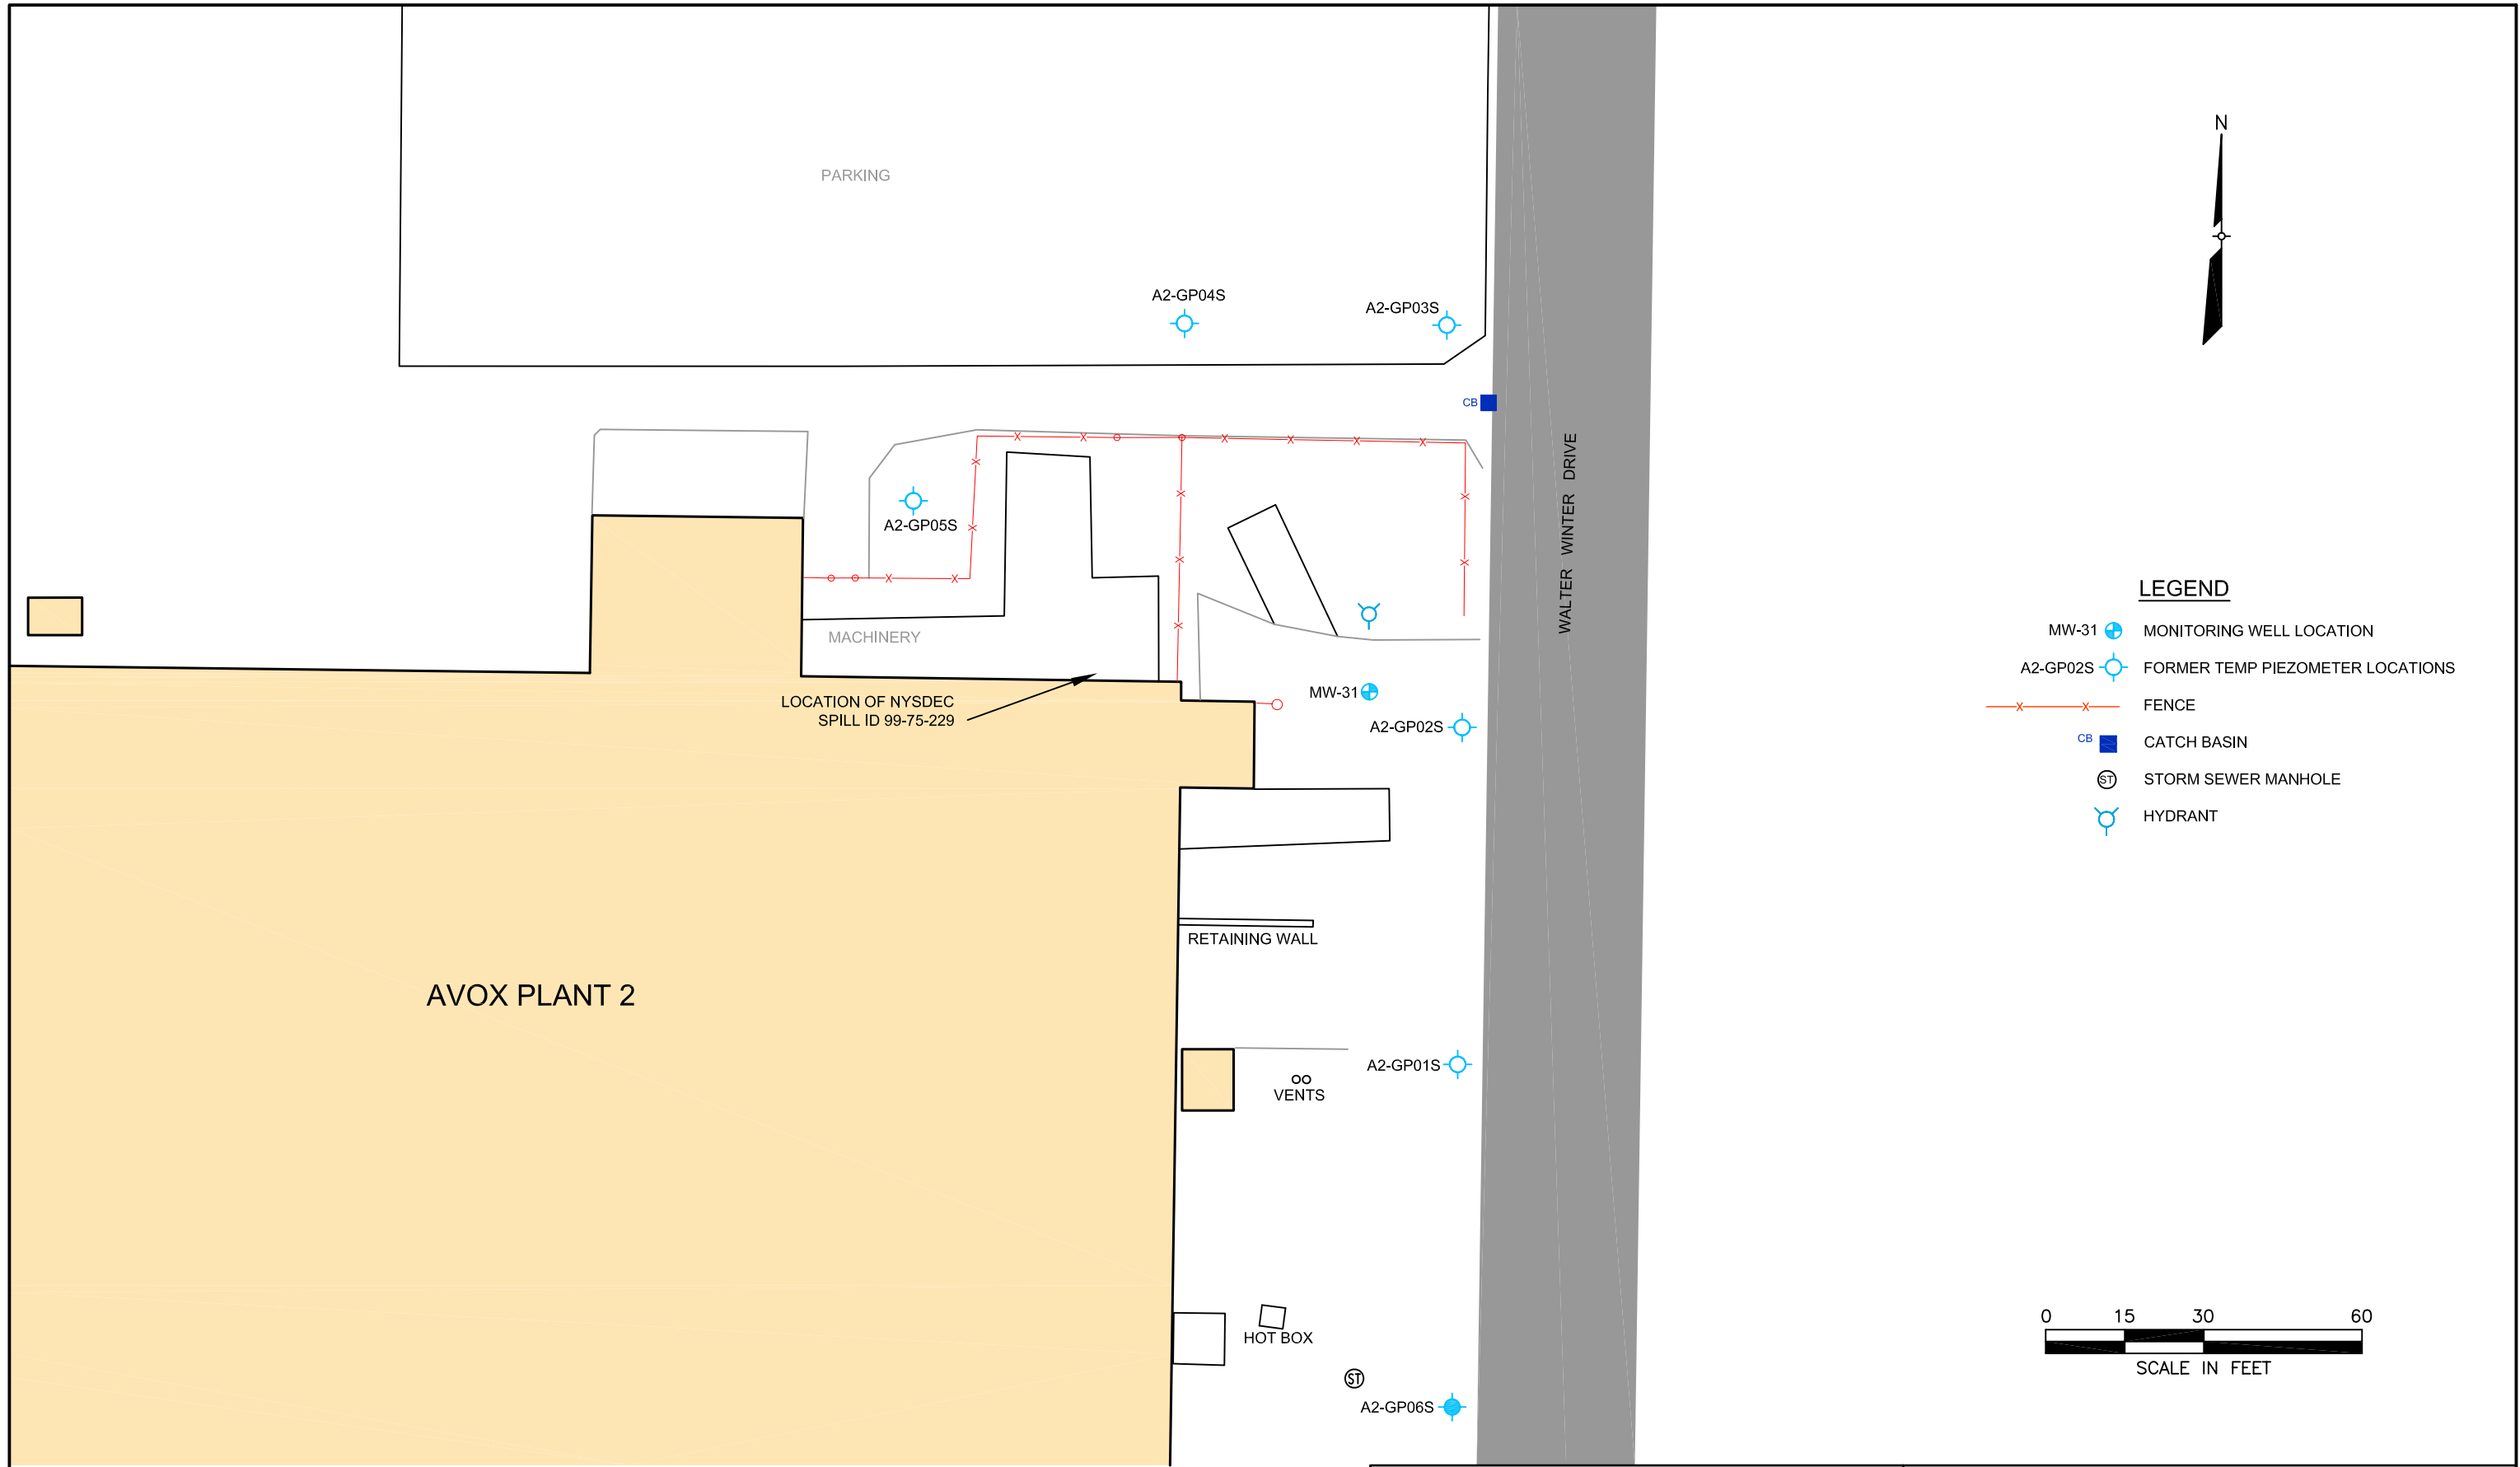 N
PARKING
A2-GP04S
A2-GP03S
CB
WALTER WINTER DRIVE
A2-GP05S
MACHINERY
LOCATION OF NYSDEC
SPILL ID 99-75-229
MW-31
A2-GP02S
RETAINING WALL
AVOX PLANT 2
A2-GP01S
VENTS
HOT BOX
ST
A2-GP06S
LEGEND
MW-31 MONITORING WELL LOCATION
A2-GP02S FORMER TEMP PIEZOMETER LOCATIONS
FENCE
CB CATCH BASIN
ST STORM SEWER MANHOLE
HYDRANT
0 15 30 60
SCALE IN FEET